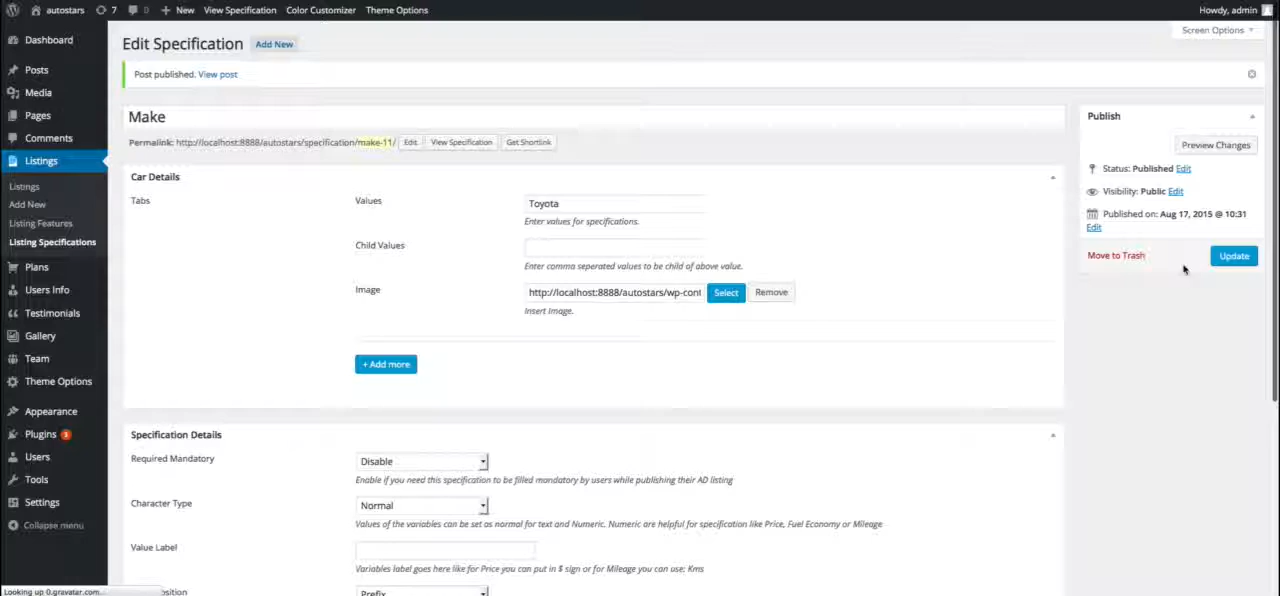 autostars 7 0 New View Specification Color Customizer Theme Options Howdy, admin
Dashboard
Posts
Media
Pages
Comments
Listings
Listings
Add New
Listing Features
Listing Specifications
Plans
Users Info
Testimonials
Gallery
Team
Theme Options
Appearance
Plugins 3
Users
Tools
Settings
Collapse menu
Looking up 0.gravatar.com...
Screen Options
Edit Specification Add New
Post published. View post
Make
Permalink: http://localhost:8888/autostars/specification/make-11/ Edit View Specification Get Shortlink
Car Details
Tabs
Values Toyota
Enter values for specifications.
Child Values
Enter comma seperated values to be child of above value.
Image http://localhost:8888/autostars/wp-cont Select Remove
Insert Image.
+ Add more
Specification Details
Required Mandatory Disable
Enable if you need this specification to be filled mandatory by users while publishing their AD listing
Character Type Normal
Values of the variables can be set as normal for text and Numeric. Numeric are helpful for specification like Price, Fuel Economy or Mileage
Value Label
Variables label goes here like for Price you can put in $ sign or for Mileage you can use: Kms
osition Prefix
Publish
Preview Changes
Status: Published Edit
Visibility: Public Edit
Published on: Aug 17, 2015 @ 10:31
Edit
Move to Trash Update